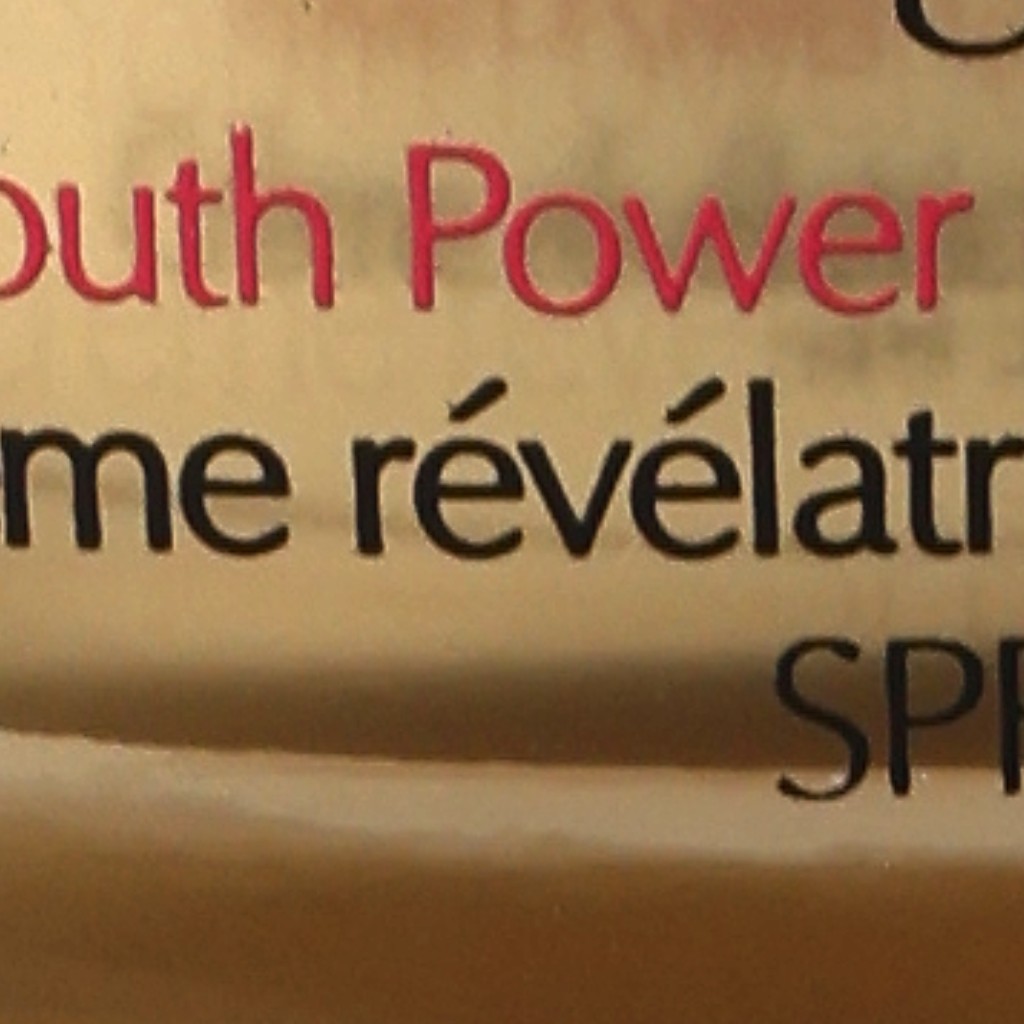 outh Power
me révélatr
SPF